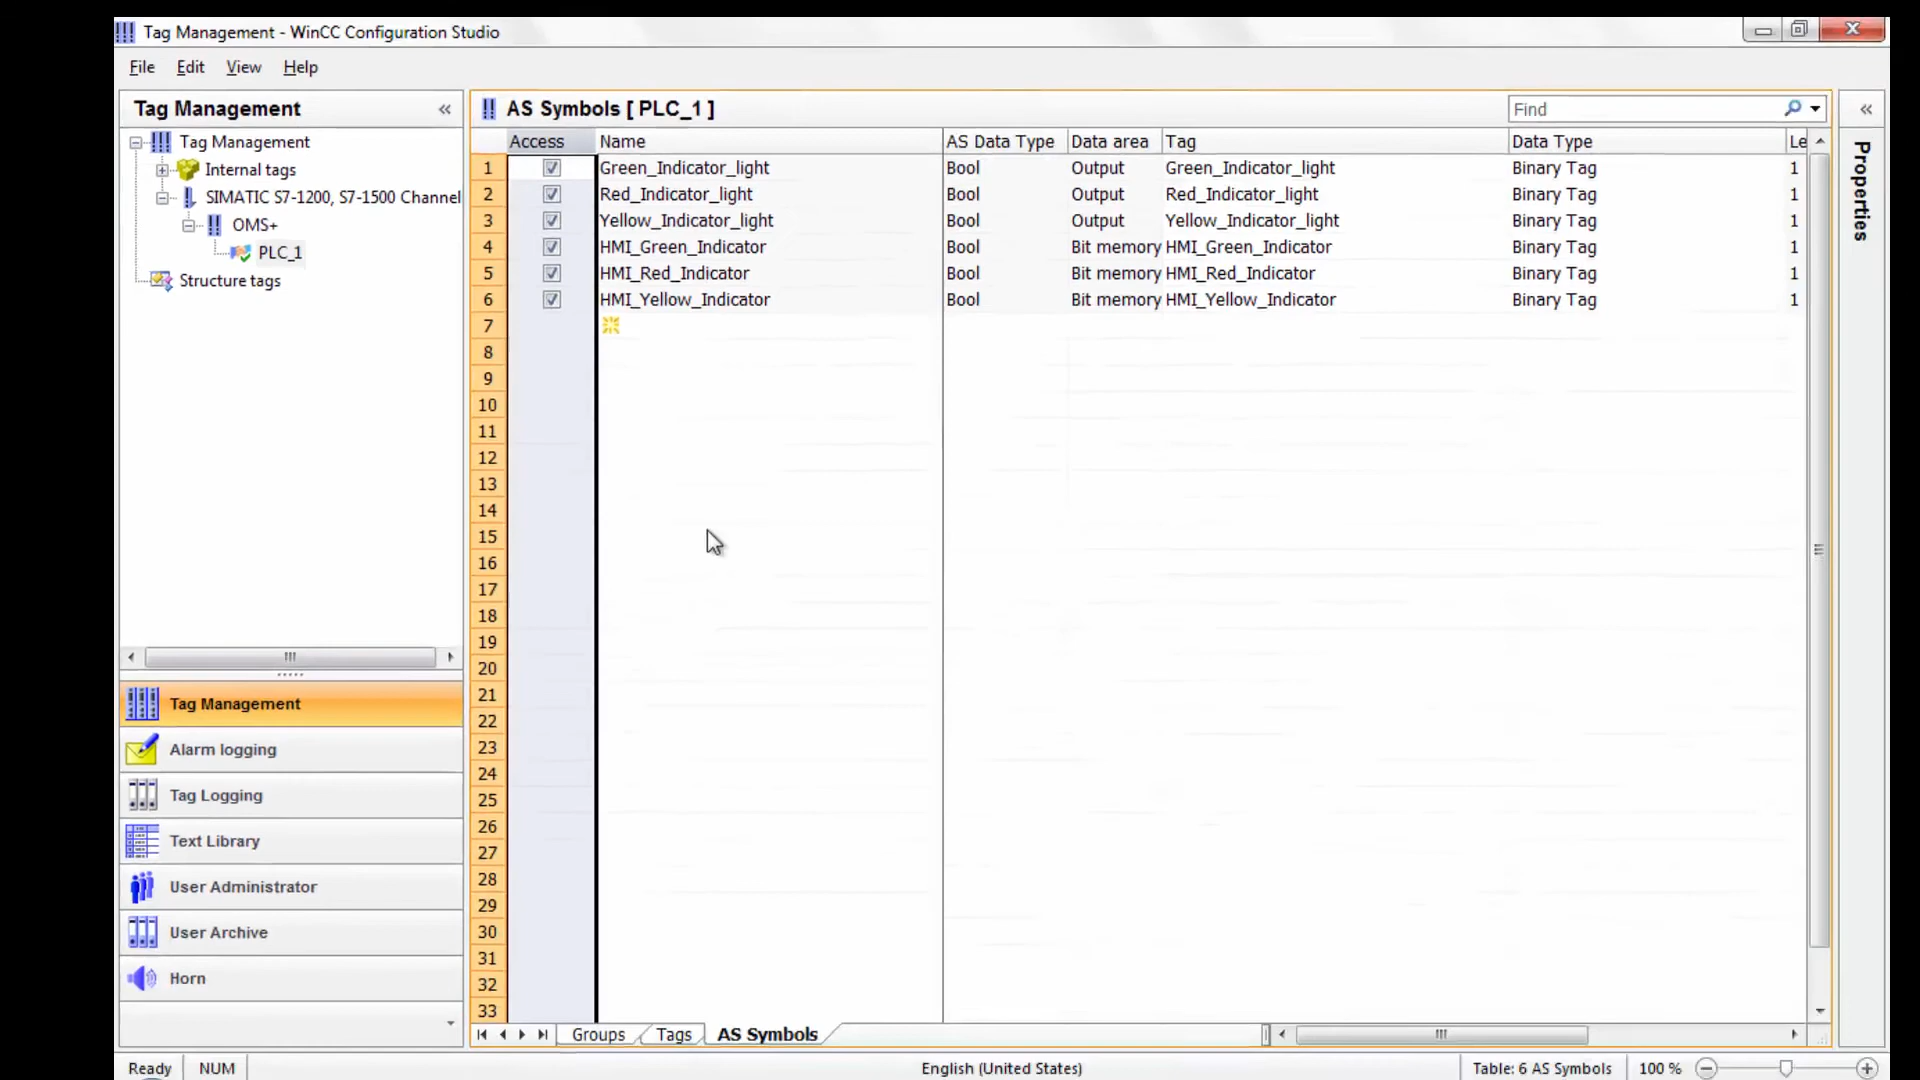 Tag Management - WinCC Configuration Studio
File Edit View Help
Tag Management «
Tag Management
Internal tags
SIMATIC S7-1200, S7-1500 Channel
OMS+
PLC_1
Structure tags
Tag Management
Alarm logging
Tag Logging
Text Library
User Administrator
User Archive
Horn
AS Symbols [ PLC_1 ] Find «
Properties
Access Name AS Data Type Data area Tag Data Type Le
1 Green_Indicator_light Bool Output Green_Indicator_light Binary Tag 1
2 Red_Indicator_light Bool Output Red_Indicator_light Binary Tag 1
3 Yellow_Indicator_light Bool Output Yellow_Indicator_light Binary Tag 1
4 HMI_Green_Indicator Bool Bit memory HMI_Green_Indicator Binary Tag 1
5 HMI_Red_Indicator Bool Bit memory HMI_Red_Indicator Binary Tag 1
6 HMI_Yellow_Indicator Bool Bit memory HMI_Yellow_Indicator Binary Tag 1
7
8
9
10
11
12
13
14
15
16
17
18
19
20
21
22
23
24
25
26
27
28
29
30
31
32
33
Groups Tags AS Symbols
Ready NUM English (United States) Table: 6 AS Symbols 100 %